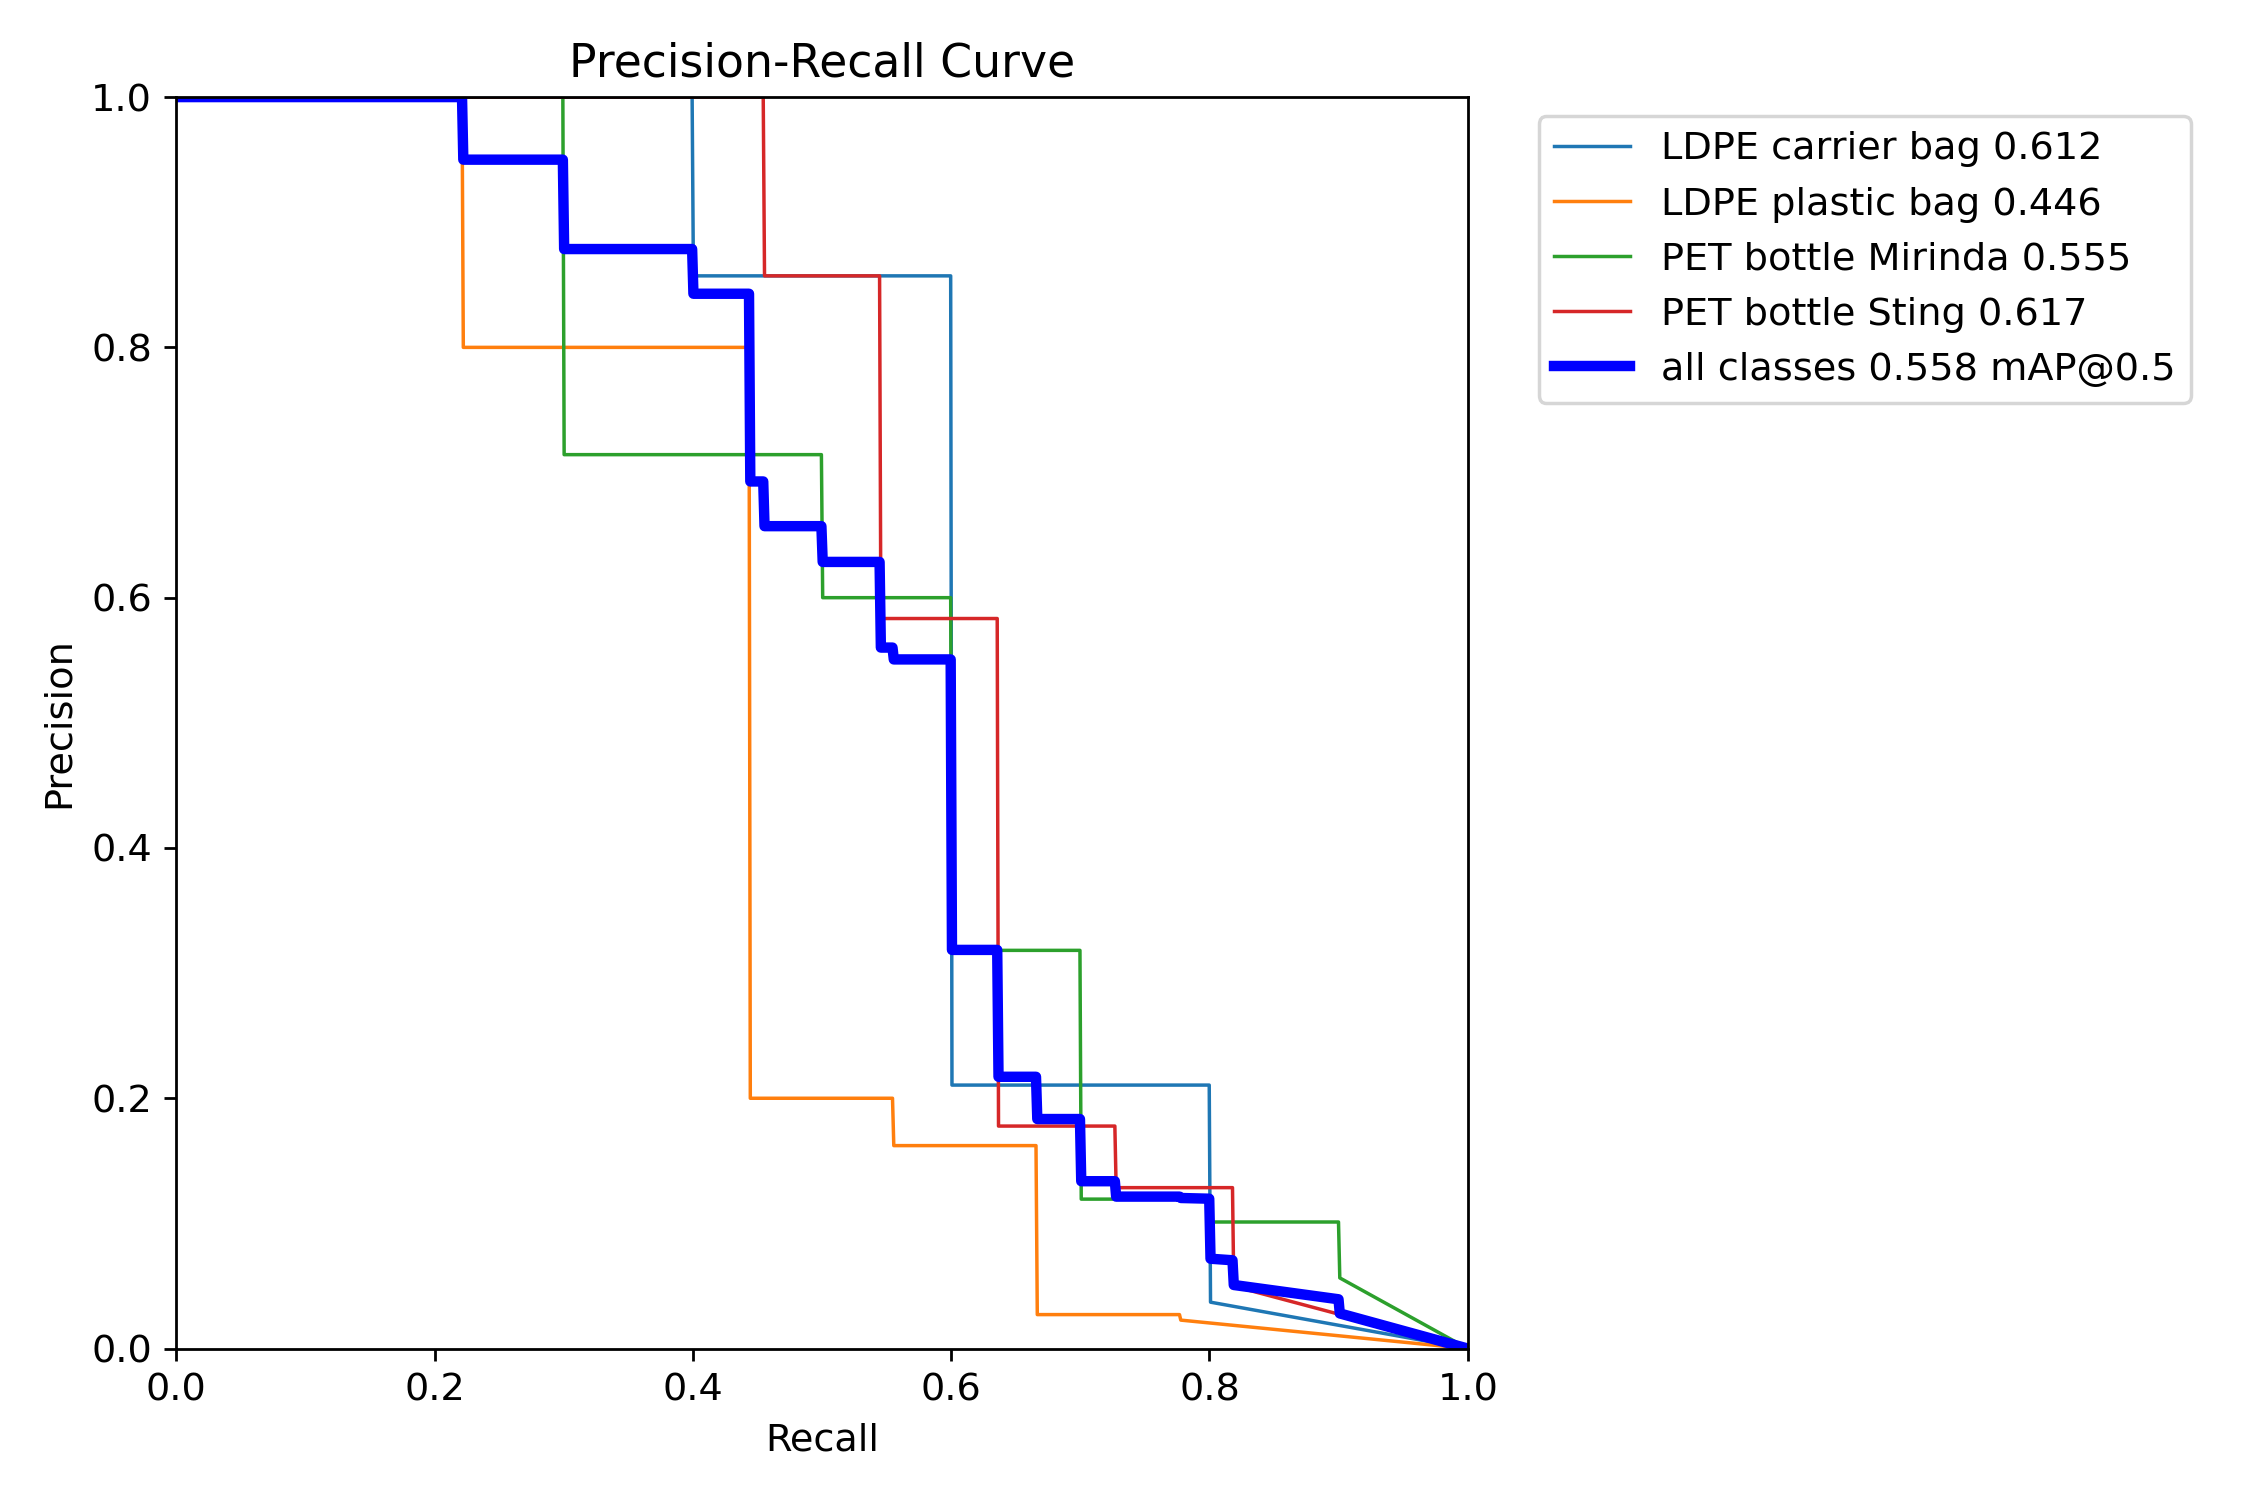 Precision-Recall Curve
1.0
0.8
0.6
0.4
0.2
0.0
Precision
0.0 0.2 0.4 0.6 0.8 1.0
Recall
LDPE carrier bag 0.612
LDPE plastic bag 0.446
PET bottle Mirinda 0.555
PET bottle Sting 0.617
all classes 0.558 mAP@0.5